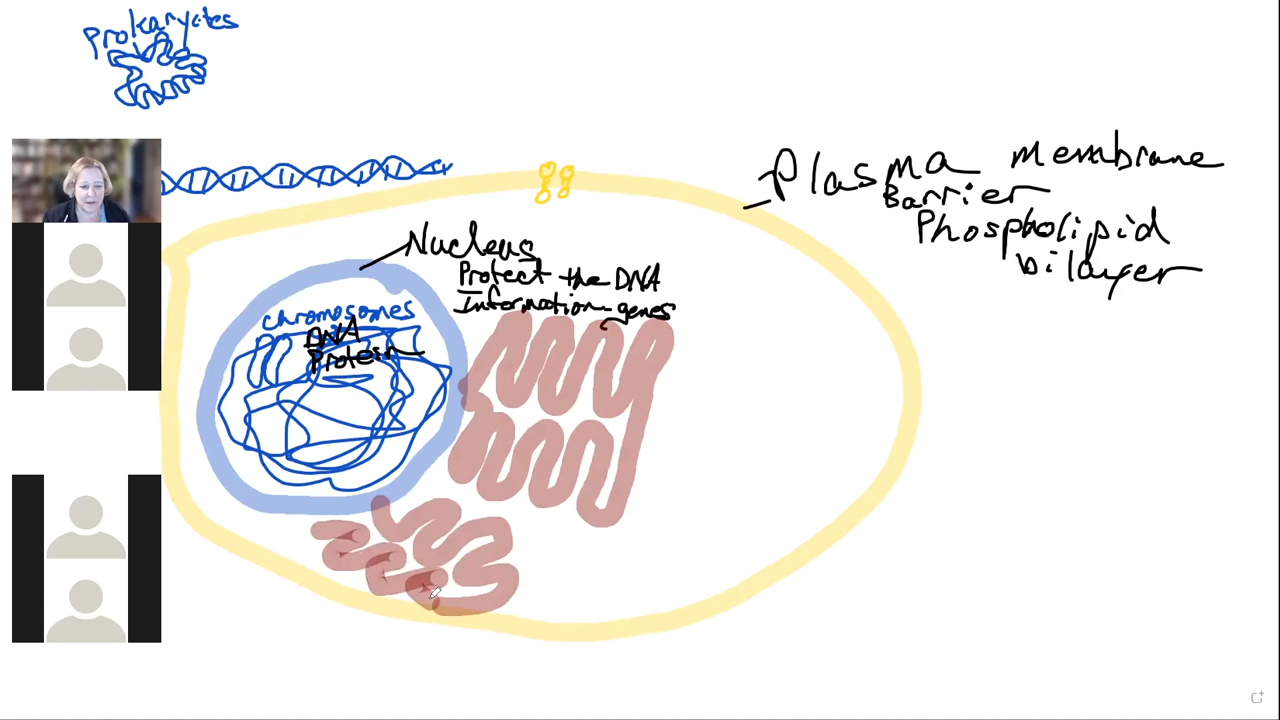 Prokaryotes
Plasma membrane
Barrier
Phospholipid
bilayer
Nucleus
Protect the DNA
Information-genes
chromosomes
DNA
Protein